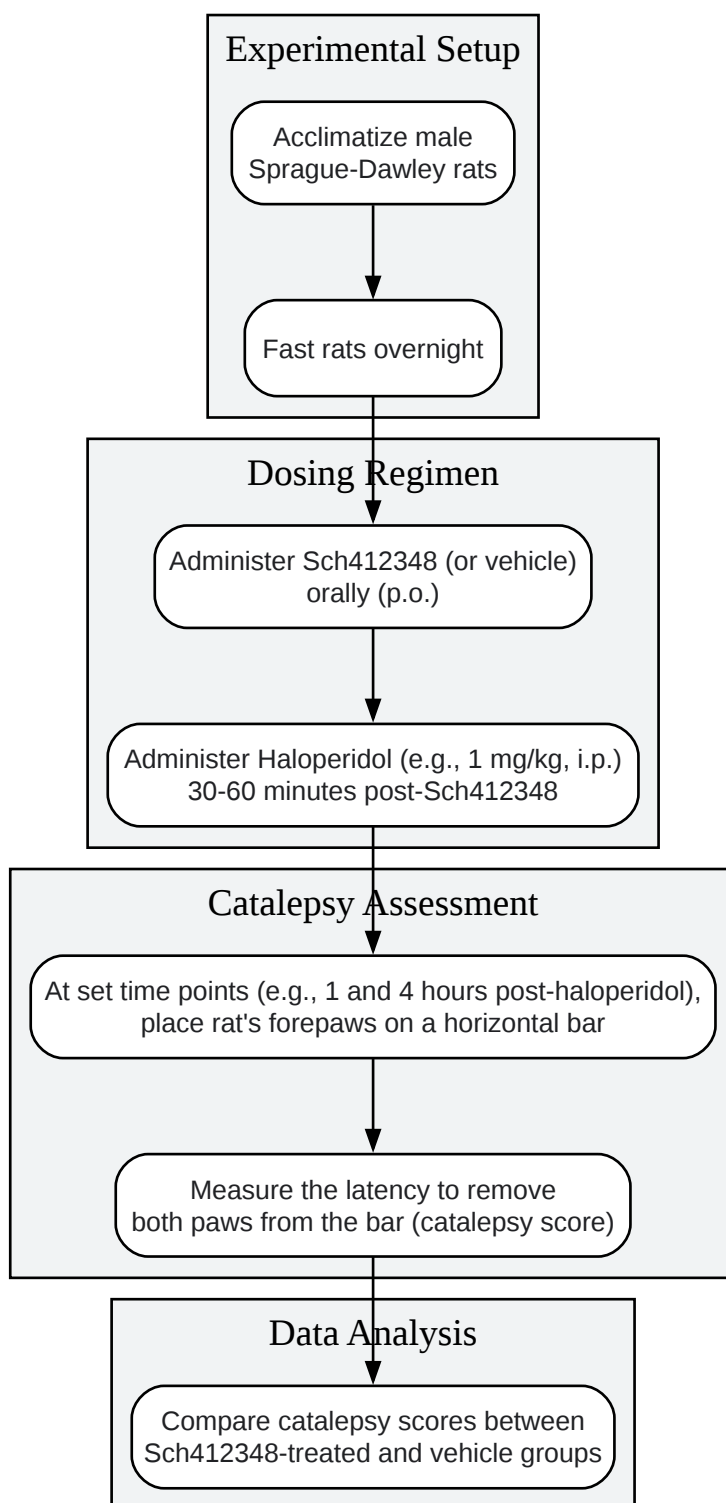 Experimental Setup
Acclimatize male
Sprague-Dawley rats
Fast rats overnight
Dosing Regimen
Administer Sch412348 (or vehicle)
orally (p.o.)
Administer Haloperidol (e.g., 1 mg/kg, i.p.)
30-60 minutes post-Sch412348
Catalepsy Assessment
At set time points (e.g., 1 and 4 hours post-haloperidol),
place rat's forepaws on a horizontal bar
Measure the latency to remove
both paws from the bar (catalepsy score)
Data Analysis
Compare catalepsy scores between
Sch412348-treated and vehicle groups